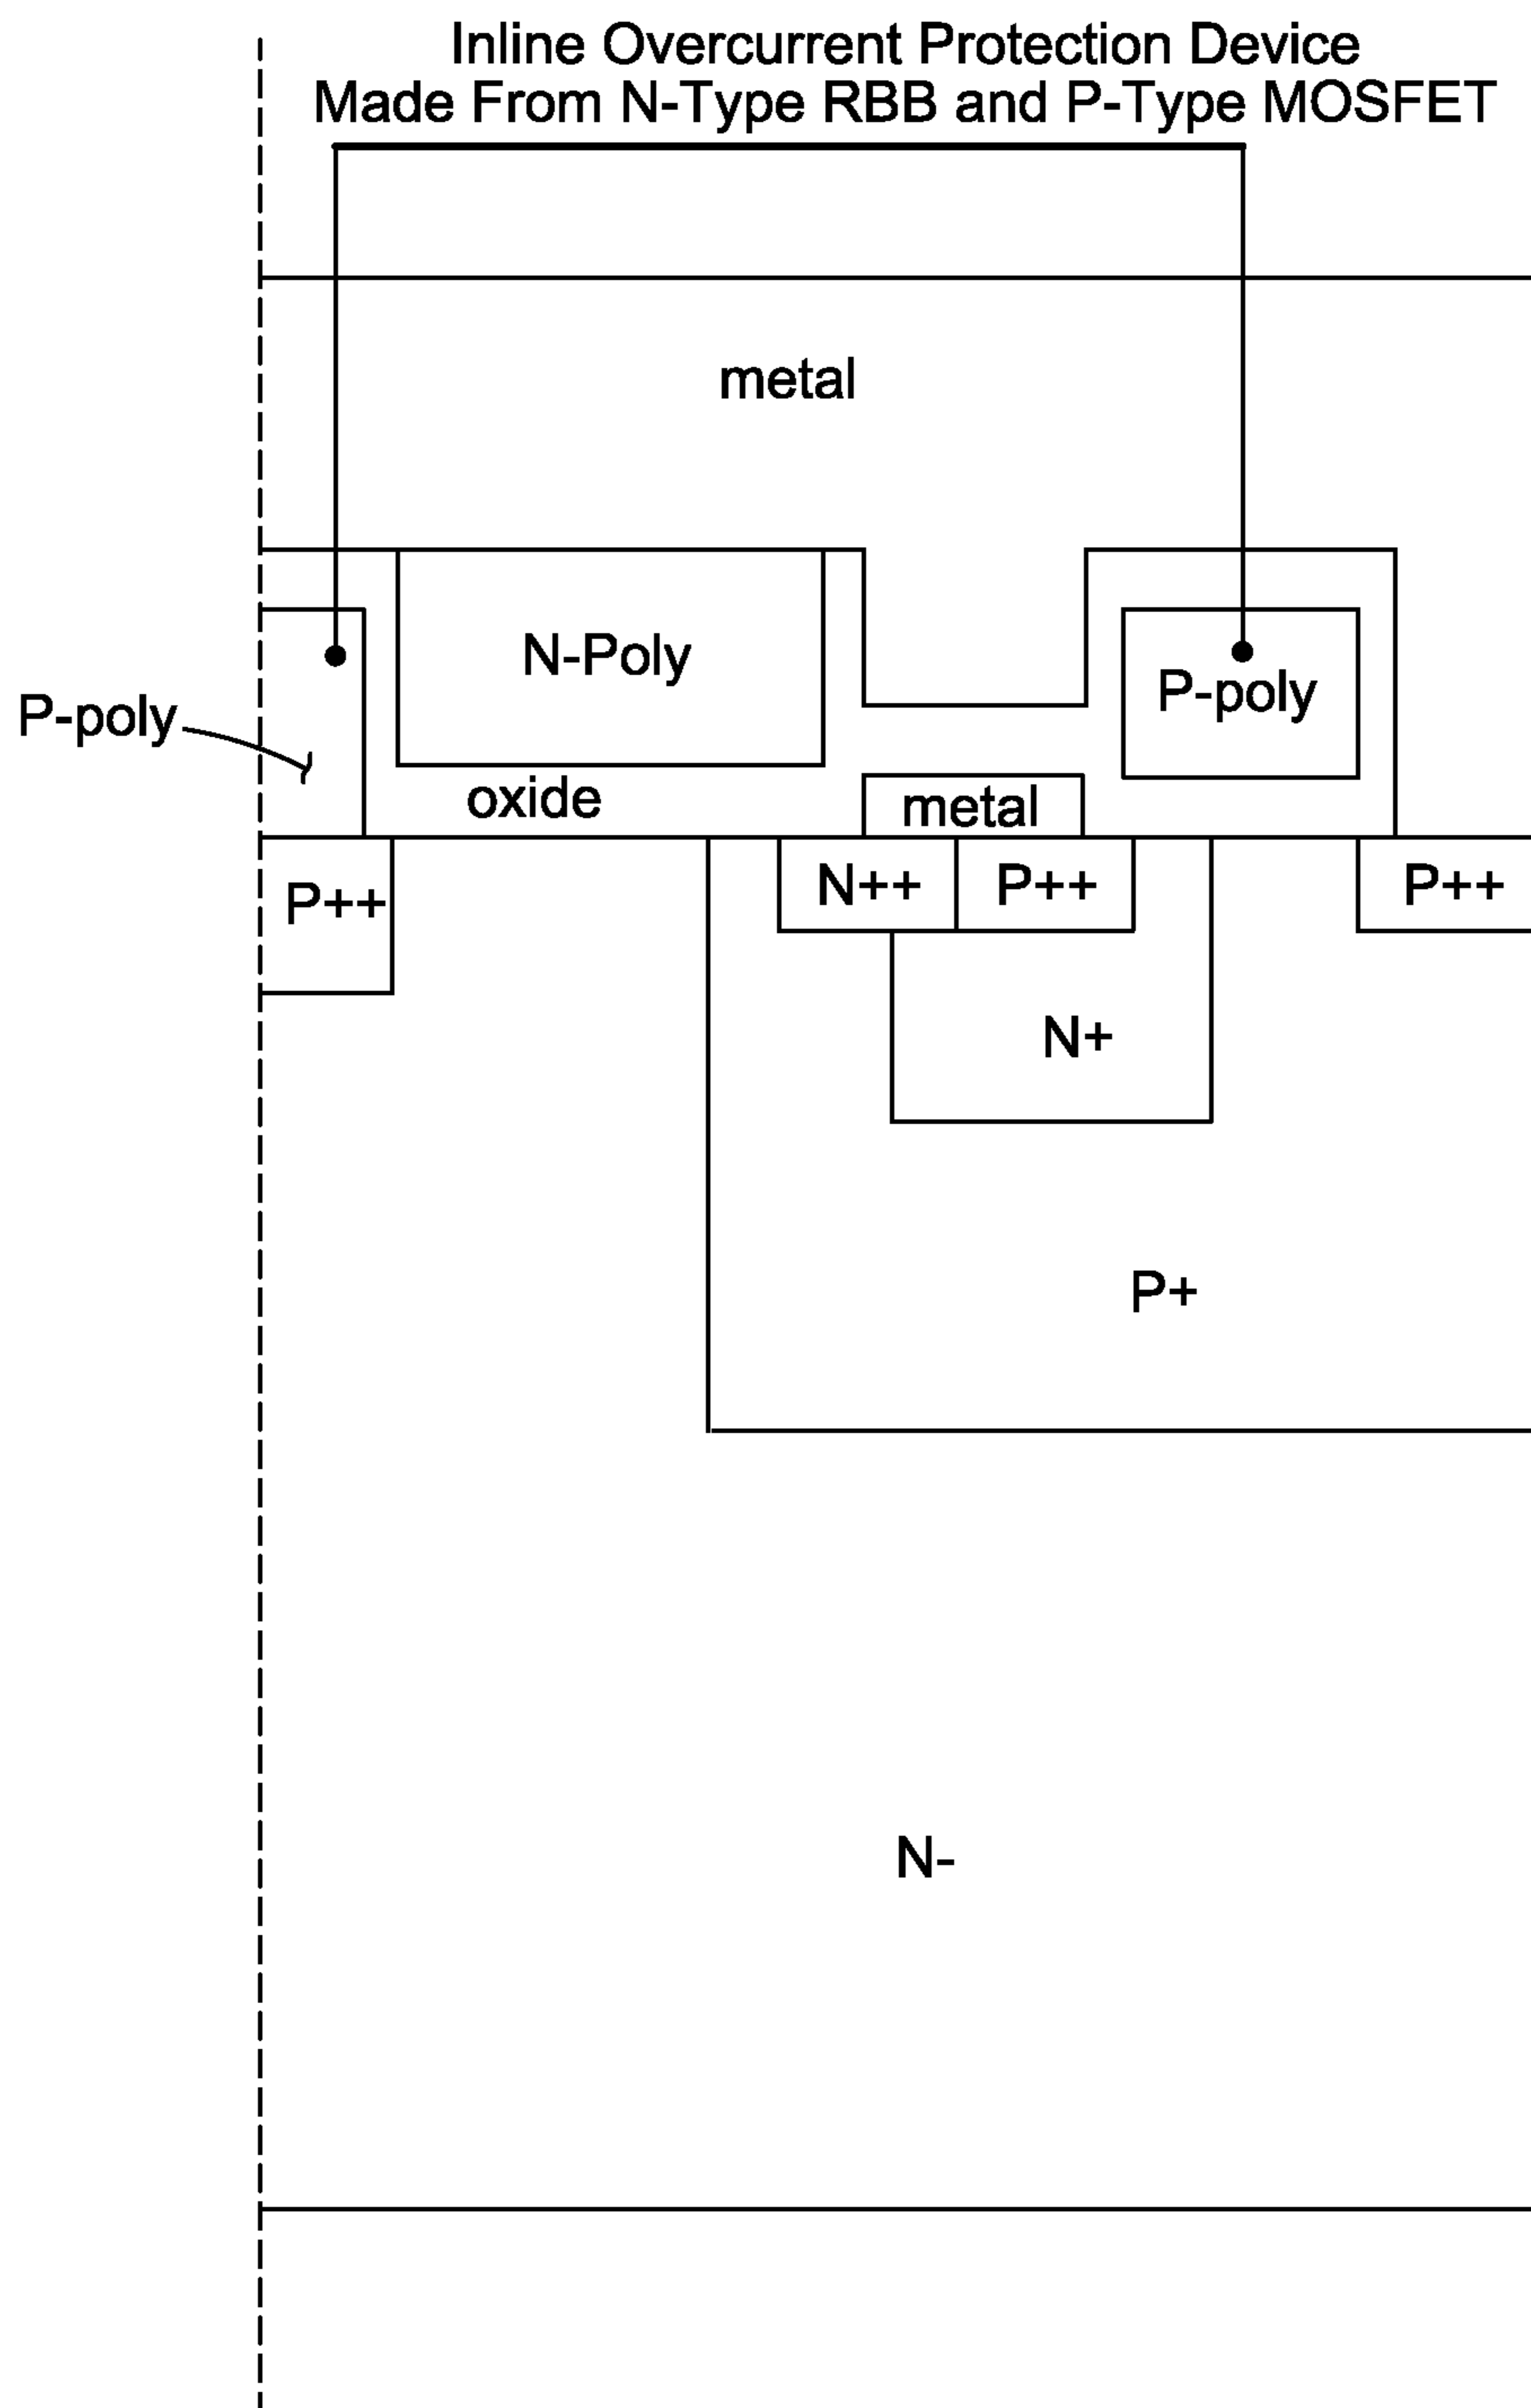 Inline Overcurrent Protection Device
Made From N-Type RBB and P-Type MOSFET
metal
N-Poly
P-poly
P-poly
oxide
metal
P++
N++
P++
P++
N+
P+
N-